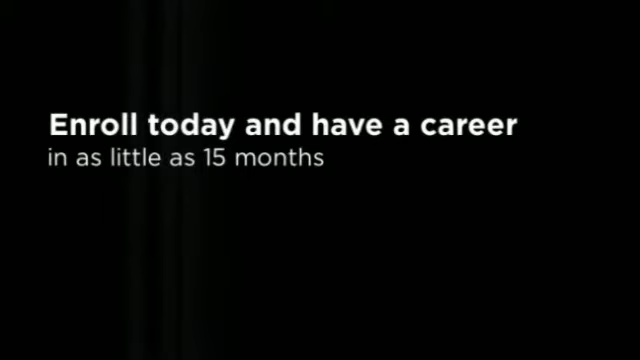 Enroll today and have a career
in as little as 15 months